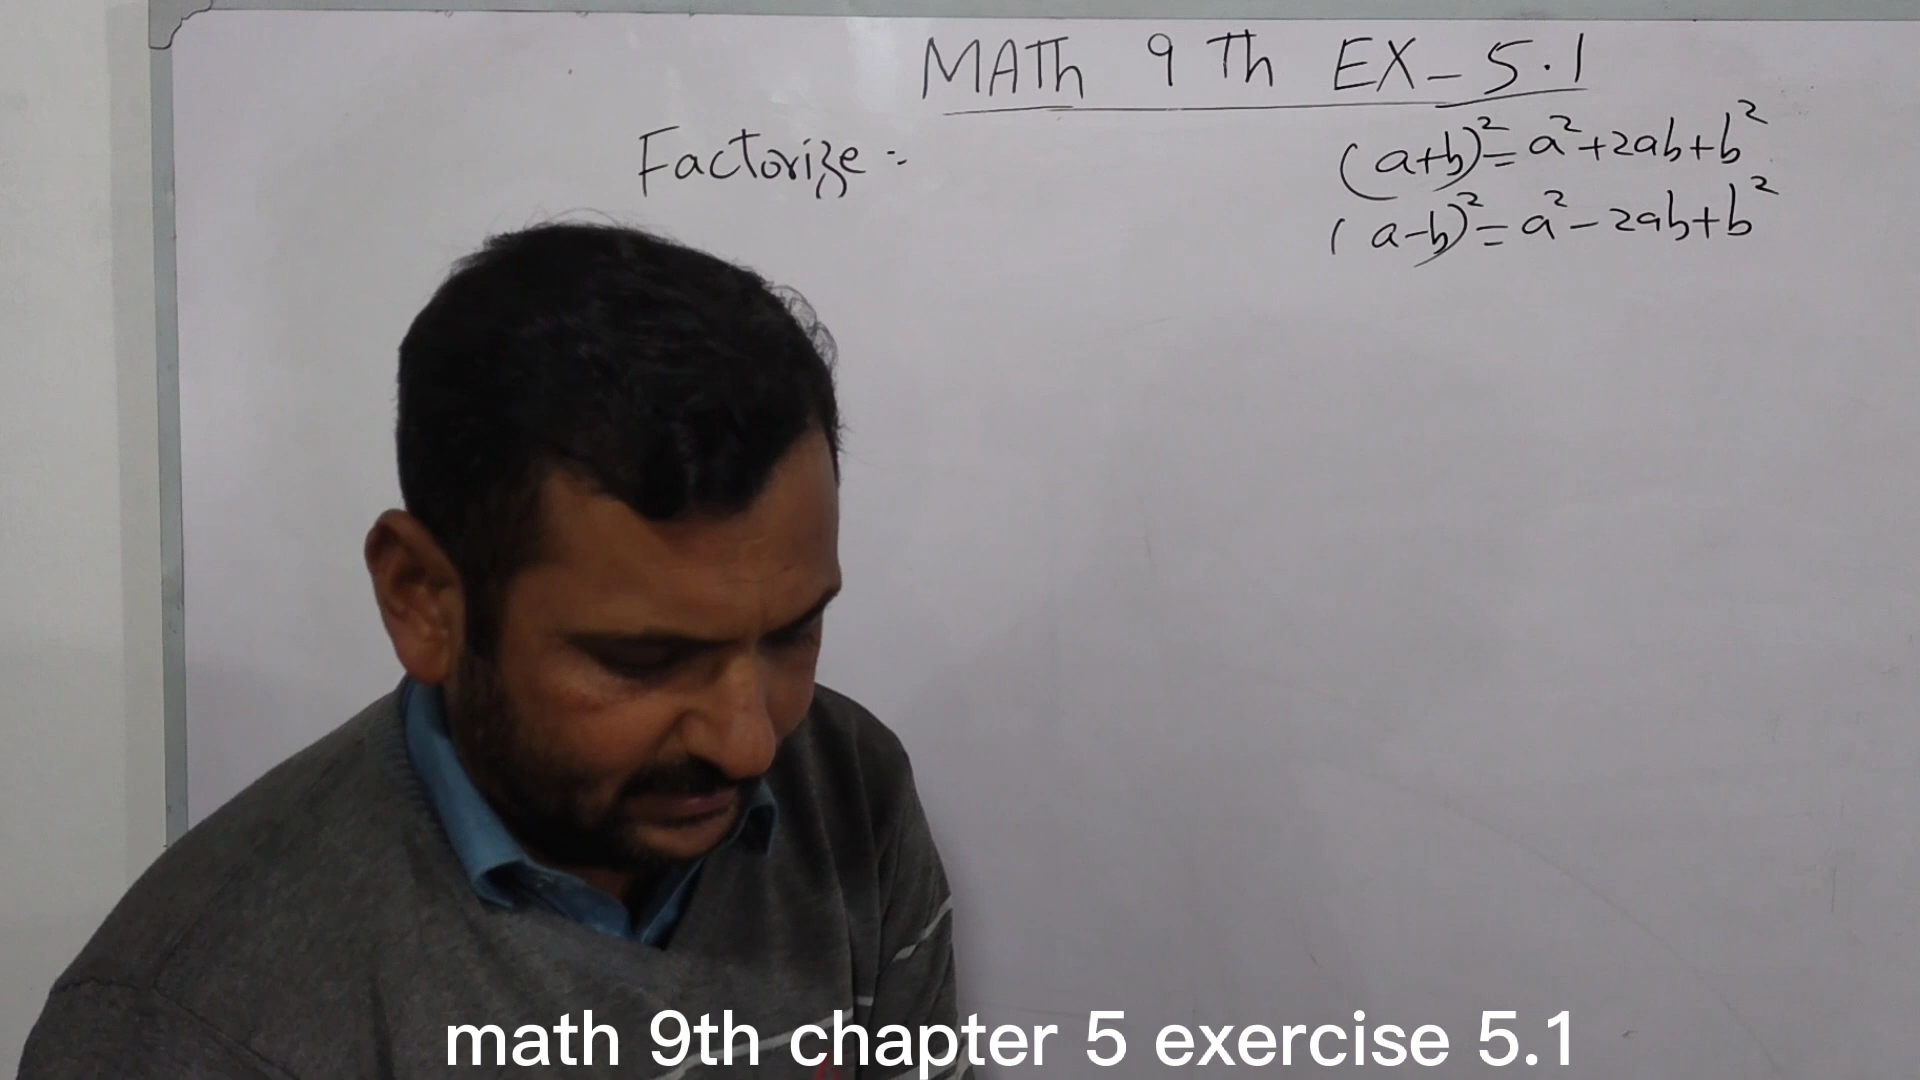 MATh 9 Th EX-5.1
Factorize:-
(a+b)²=a²+2ab+b²
(a-b)²=a²-2ab+b²
math 9th chapter 5 exercise 5.1